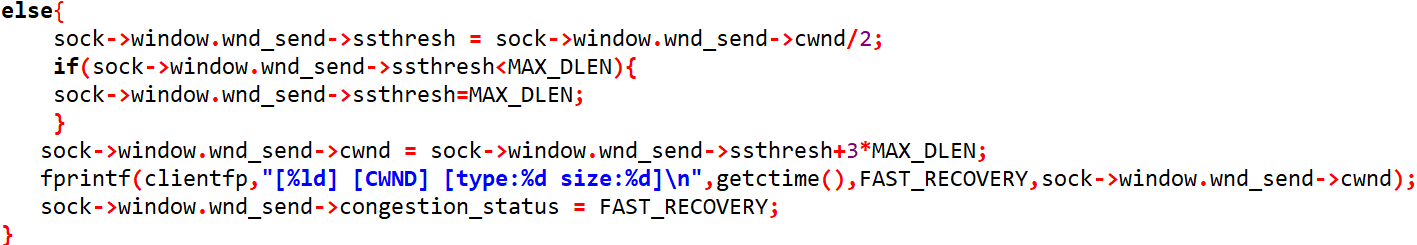 else{
    sock->window.wnd_send->ssthresh = sock->window.wnd_send->cwnd/2;
    if(sock->window.wnd_send->ssthresh<MAX_DLEN){
    sock->window.wnd_send->ssthresh=MAX_DLEN;
    }
   sock->window.wnd_send->cwnd = sock->window.wnd_send->ssthresh+3*MAX_DLEN;
   fprintf(clientfp,"[%ld] [CWND] [type:%d size:%d]\n",getctime(),FAST_RECOVERY,sock->window.wnd_send->cwnd);
   sock->window.wnd_send->congestion_status = FAST_RECOVERY;
}